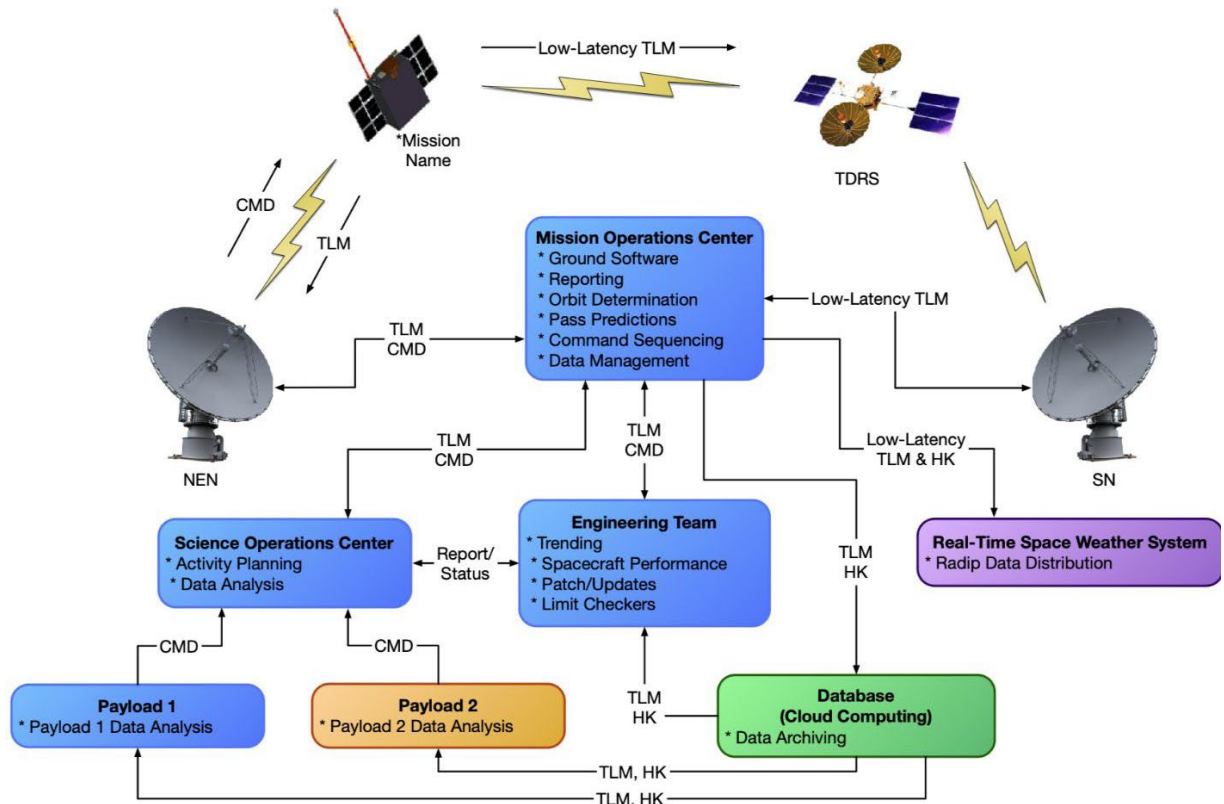 Low-Latency TLM
*Mission
Name
TDRS
CMD
TLM
Mission Operations Center
* Ground Software
* Reporting
* Orbit Determination
* Pass Predictions
* Command Sequencing
* Data Management
Low-Latency TLM
TLM
CMD
NEN
SN
TLM
CMD
TLM
CMD
Low-Latency
TLM & HK
Science Operations Center
* Activity Planning
* Data Analysis
Report/
Status
Engineering Team
* Trending
* Spacecraft Performance
* Patch/Updates
* Limit Checkers
TLM
HK
Real-Time Space Weather System
* Radip Data Distribution
CMD
CMD
Payload 1
* Payload 1 Data Analysis
Payload 2
* Payload 2 Data Analysis
TLM
HK
Database
(Cloud Computing)
* Data Archiving
TLM, HK
TLM, HK